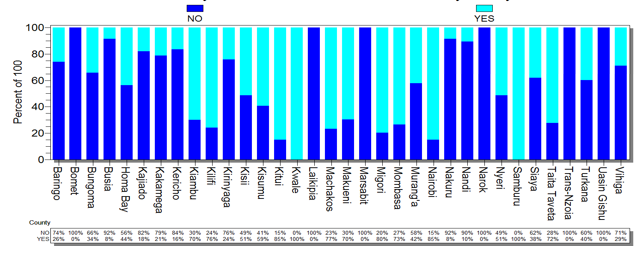 NO YES
100
80
60
40
20
0
Percent of 100
Baringo Bomet Bungoma Busia Homa Bay Kajiado Kakamega Kericho Kiambu Kilifi Kirinyaga Kisii Kisumu Kitui Kwale Laikipia Machakos Makueni Marsabit Migori Mombasa Murang'a Nairobi Nakuru Nandi Narok Nyeri Samburu Siaya Taita Taveta Trans-Nzoia Turkana Uasin Gishu Vihiga
County
NO 74% 100% 66% 92% 56% 82% 79% 84% 30% 24% 76% 49% 41% 15% 0% 100% 23% 30% 100% 20% 27% 58% 15% 92% 90% 100% 49% 0% 62% 28% 100% 60% 100% 71%
YES 26% 0% 34% 8% 44% 18% 21% 16% 70% 76% 24% 51% 59% 85% 100% 0% 77% 70% 0% 80% 73% 42% 85% 8% 10% 0% 51% 100% 38% 72% 0% 40% 0% 29%